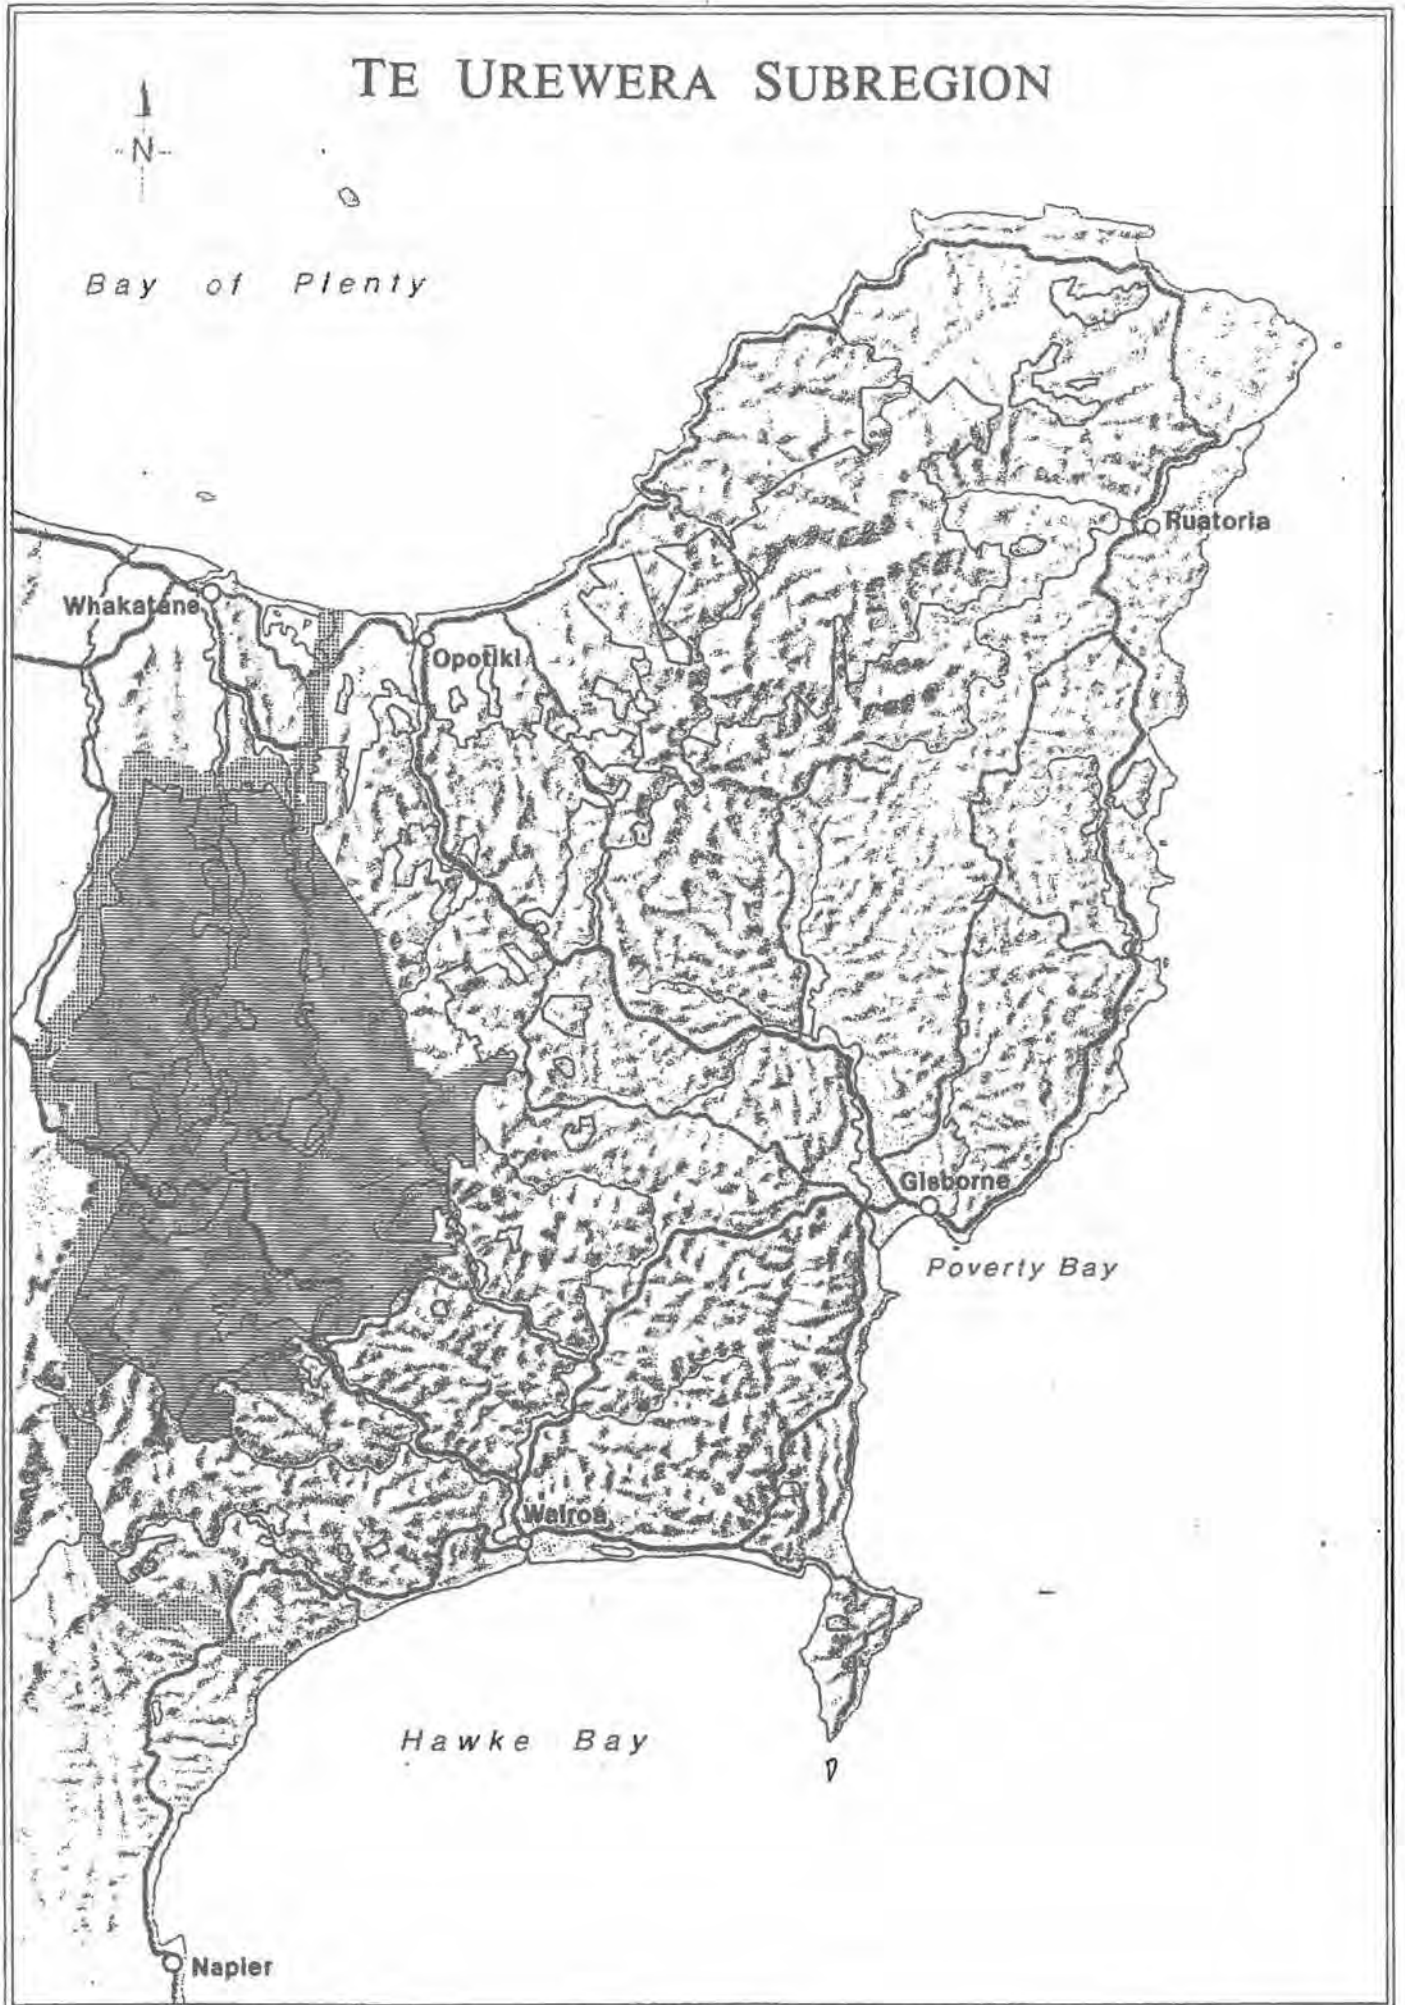 TE UREWERA SUBREGION
N
Bay of Plenty
Ruatoria
Whakatane
Opotiki
Gisborne
Poverty Bay
Wairoa
Hawke Bay
Napier